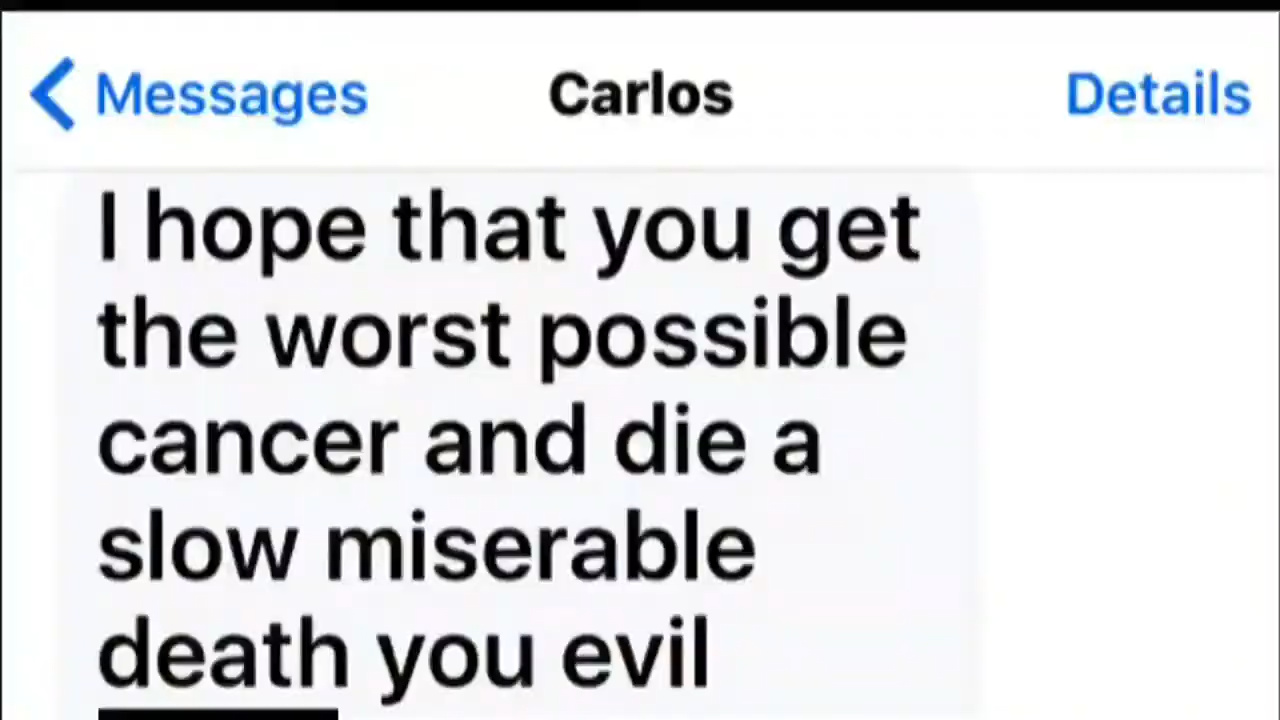 Messages Carlos Details
I hope that you get
the worst possible
cancer and die a
slow miserable
death you evil